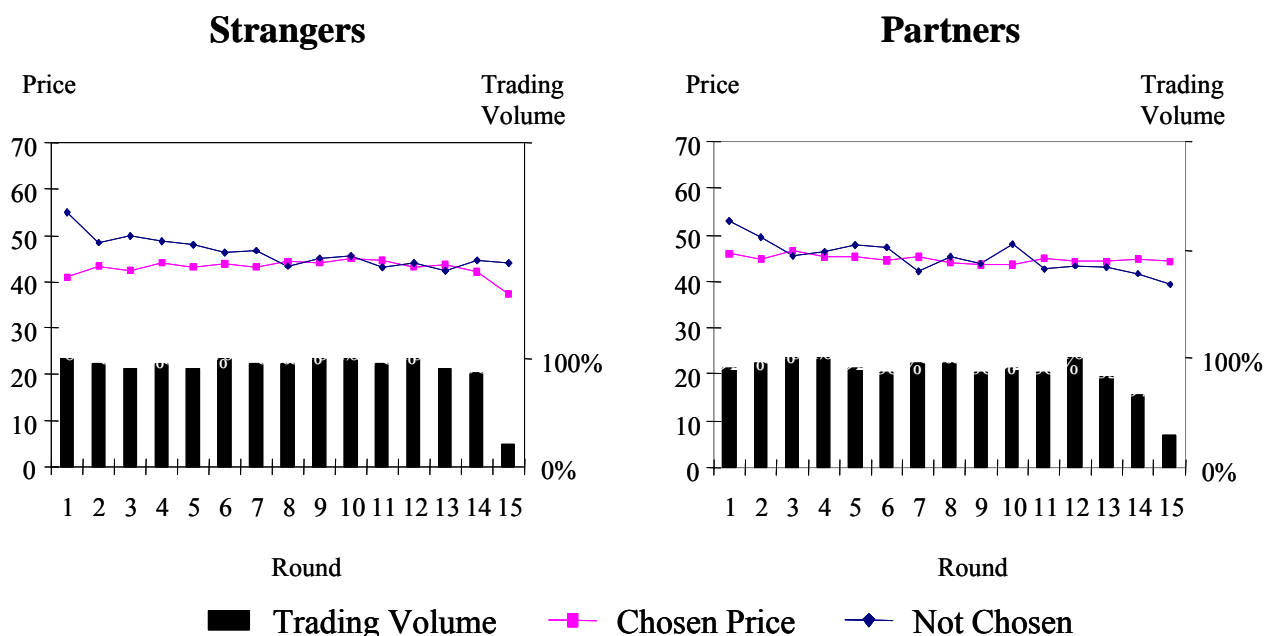 Strangers
Partners
Price
Trading
Volume
Price
Trading
Volume
70
60
50
40
30
20
10
0
100%
0%
1 2 3 4 5 6 7 8 9 10 11 12 13 14 15
Round
70
60
50
40
30
20
10
0
100%
0%
1 2 3 4 5 6 7 8 9 10 11 12 13 14 15
Round
Trading Volume
Chosen Price
Not Chosen